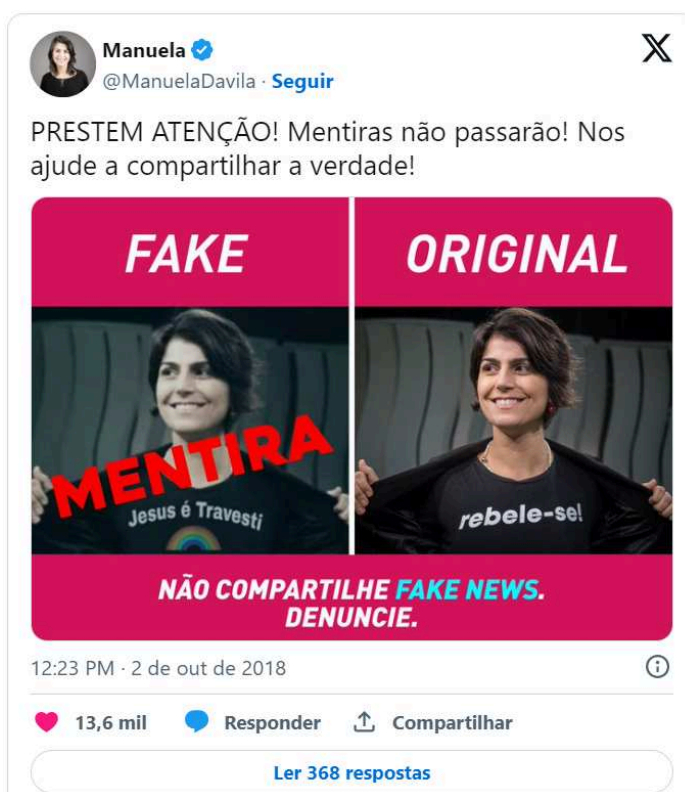 Manuela
@ManuelaDavila · Seguir
PRESTEM ATENÇÃO! Mentiras não passarão! Nos
ajude a compartilhar a verdade!
FAKE
ORIGINAL
MENTIRA
Jesus é Travesti
rebele-se!
NÃO COMPARTILHE FAKE NEWS.
DENUNCIE.
12:23 PM · 2 de out de 2018
13,6 mil
Responder
Compartilhar
Ler 368 respostas